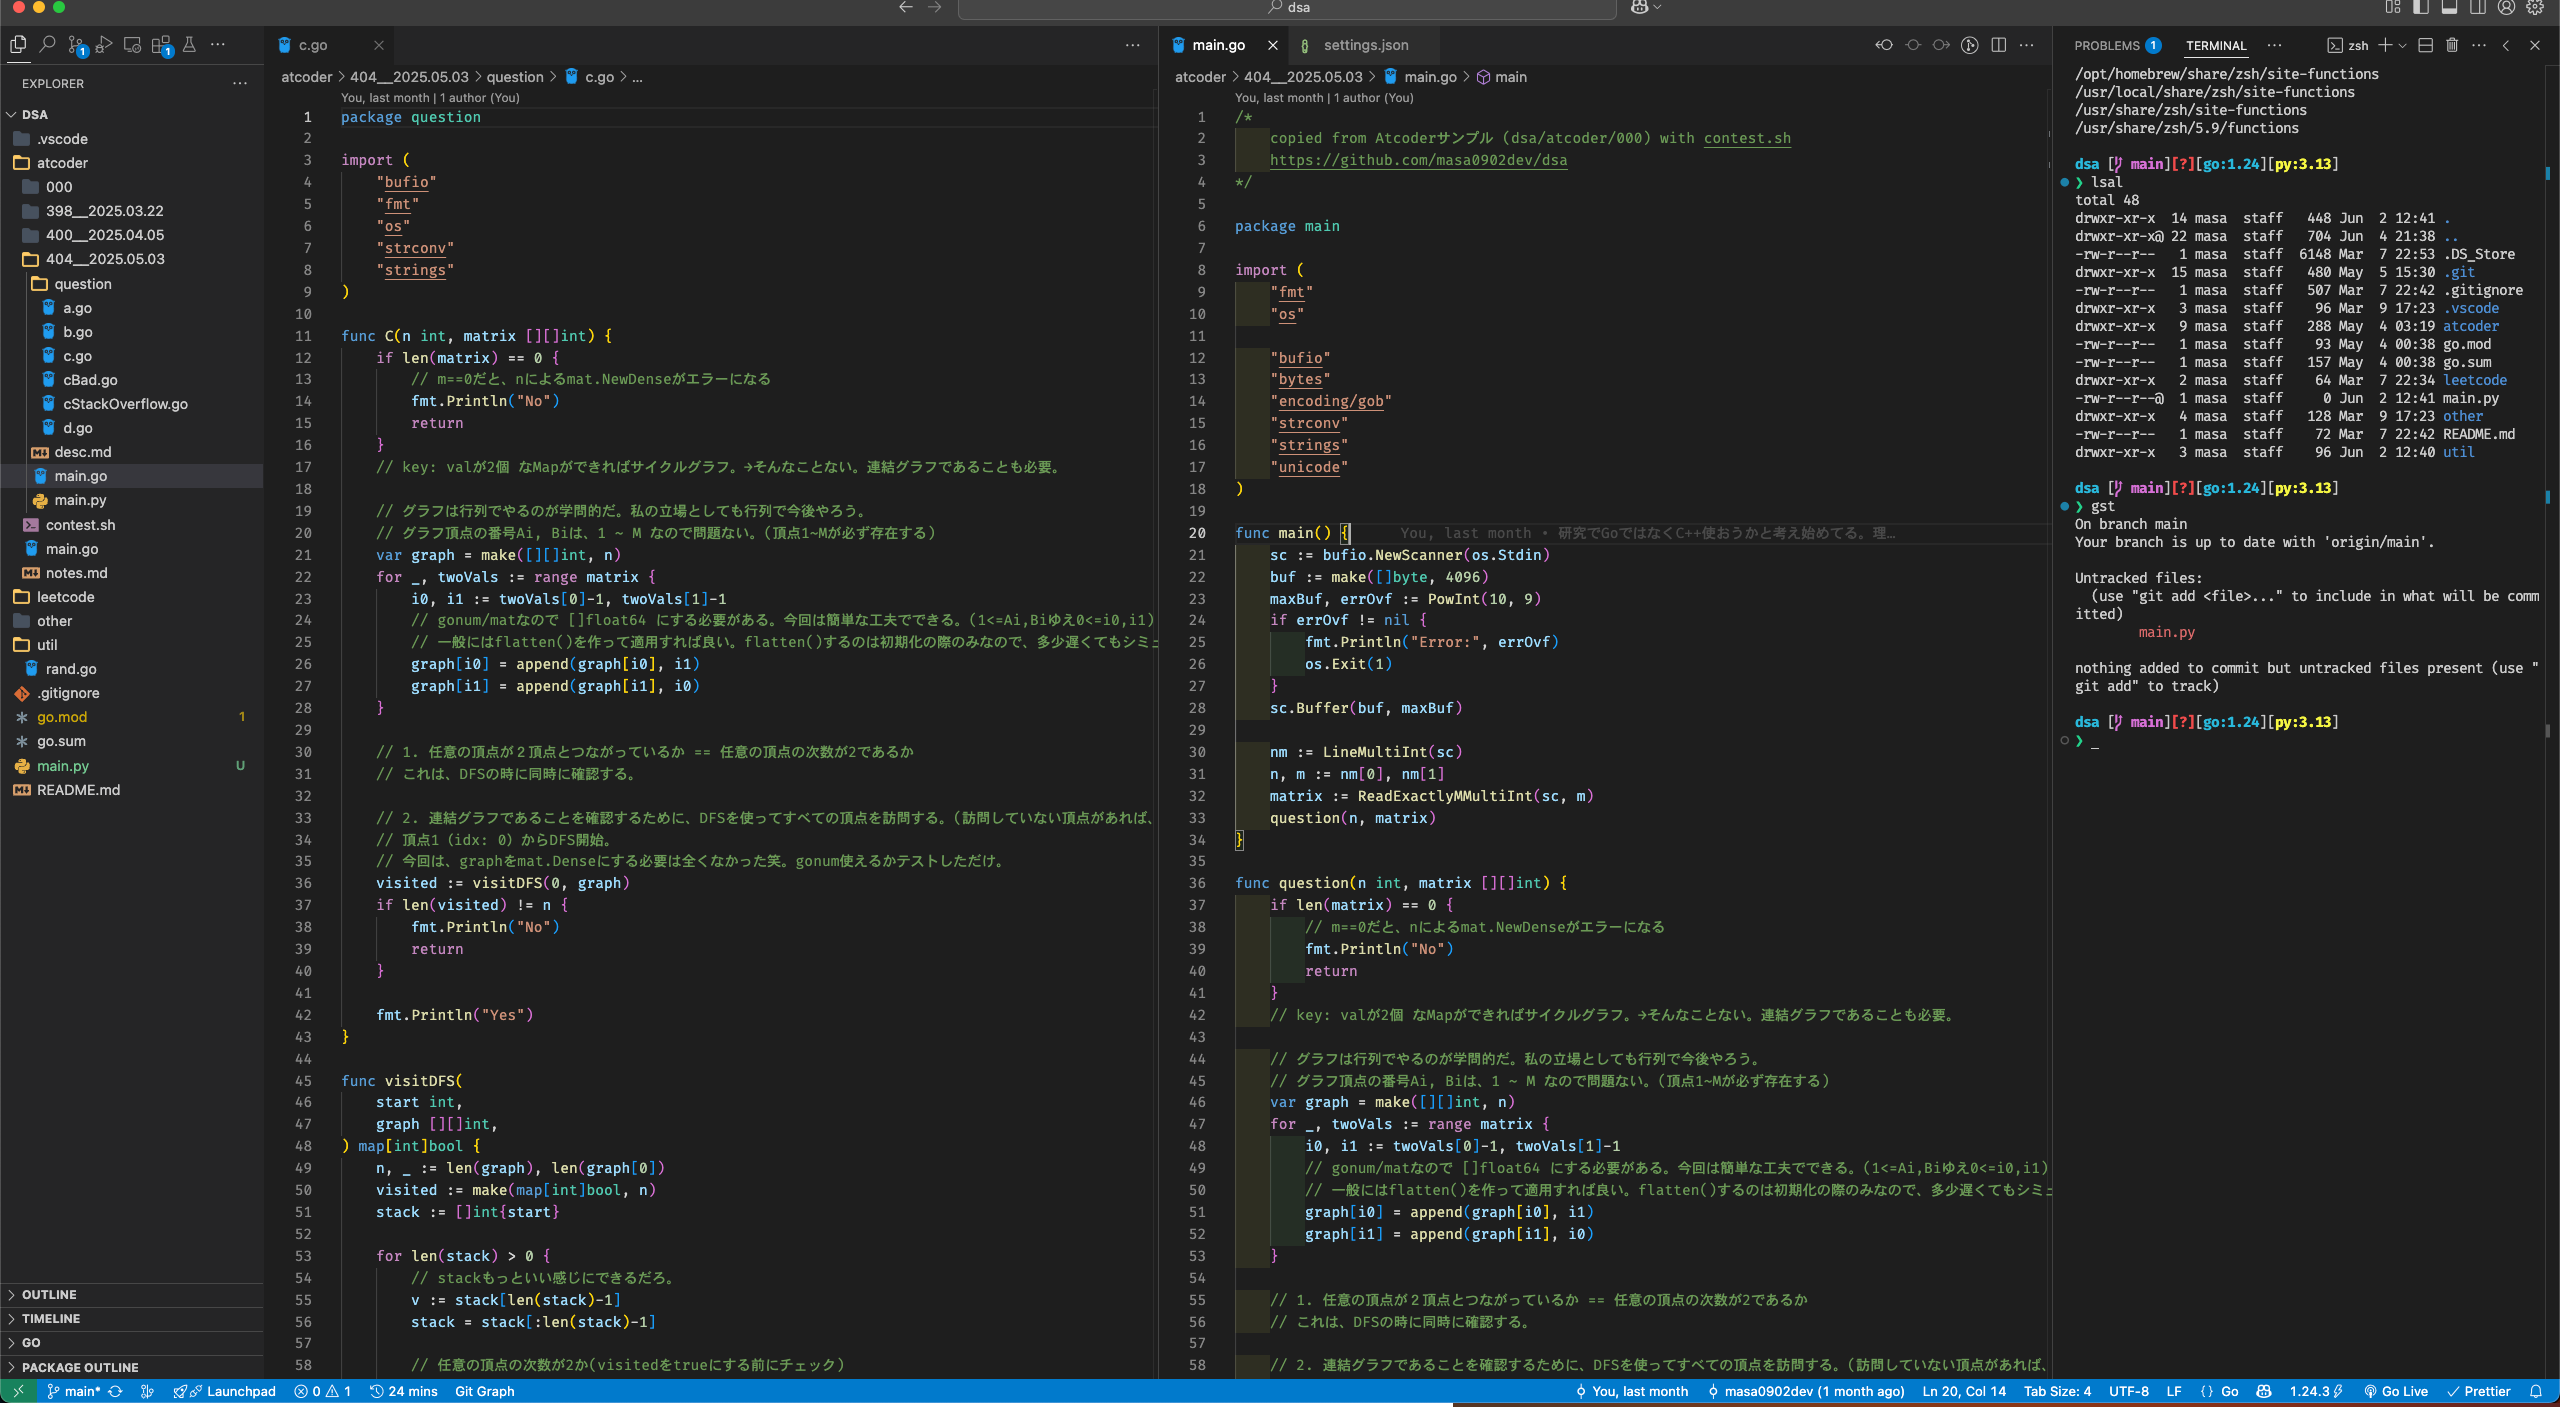 dsa
EXPLORER
DSA
.vscode
atcoder
000
398__2025.03.22
400__2025.04.05
404__2025.05.03
question
a.go
b.go
c.go
cBad.go
cStackOverflow.go
d.go
desc.md
main.go
main.py
contest.sh
main.go
notes.md
leetcode
other
util
rand.go
.gitignore
go.mod 1
go.sum
main.py U
README.md
OUTLINE
TIMELINE
GO
PACKAGE OUTLINE
c.go
atcoder > 404__2025.05.03 > question > c.go > ...
You, last month | 1 author (You)
1 package question
2
3 import (
4 "bufio"
5 "fmt"
6 "os"
7 "strconv"
8 "strings"
9 )
10
11 func C(n int, matrix [][]int) {
12 if len(matrix) == 0 {
13 // m==0だと、nによるmat.NewDenseがエラーになる
14 fmt.Println("No")
15 return
16 }
17 // key: valが2個 なMapができればサイクルグラフ。→そんなことない。連結グラフであることも必要。
18
19 // グラフは行列でやるのが学問的だ。私の立場としても行列で今後やろう。
20 // グラフ頂点の番号Ai, Biは、1 ~ M なので問題ない。(頂点1~Mが必ず存在する)
21 var graph = make([][]int, n)
22 for _, twoVals := range matrix {
23 i0, i1 := twoVals[0]-1, twoVals[1]-1
24 // gonum/matなので []float64 にする必要がある。今回は簡単な工夫でできる。(1<=Ai,Biゆえ0<=i0,i1)
25 // 一般にはflatten()を作って適用すれば良い。flatten()するのは初期化の際のみなので、多少遅くてもシミュ
26 graph[i0] = append(graph[i0], i1)
27 graph[i1] = append(graph[i1], i0)
28 }
29
30 // 1. 任意の頂点が２頂点とつながっているか == 任意の頂点の次数が2であるか
31 // これは、DFSの時に同時に確認する。
32
33 // 2. 連結グラフであることを確認するために、DFSを使ってすべての頂点を訪問する。(訪問していない頂点があれば、
34 // 頂点1 (idx: 0) からDFS開始。
35 // 今回は、graphをmat.Denseにする必要は全くなかった笑。gonum使えるかテストしただけ。
36 visited := visitDFS(0, graph)
37 if len(visited) != n {
38 fmt.Println("No")
39 return
40 }
41
42 fmt.Println("Yes")
43 }
44
45 func visitDFS(
46 start int,
47 graph [][]int,
48 ) map[int]bool {
49 n, _ := len(graph), len(graph[0])
50 visited := make(map[int]bool, n)
51 stack := []int{start}
52
53 for len(stack) > 0 {
54 // stackもっといい感じにできるだろ。
55 v := stack[len(stack)-1]
56 stack = stack[:len(stack)-1]
57
58 // 任意の頂点の次数が2か(visitedをtrueにする前にチェック)
main.go settings.json
atcoder > 404__2025.05.03 > main.go > main
You, last month | 1 author (You)
1 /*
2 copied from Atcoderサンプル (dsa/atcoder/000) with contest.sh
3 https://github.com/masa0902dev/dsa
4 */
5
6 package main
7
8 import (
9 "fmt"
10 "os"
11
12 "bufio"
13 "bytes"
14 "encoding/gob"
15 "strconv"
16 "strings"
17 "unicode"
18 )
19
20 func main() { You, last month • 研究でGoではなくC++使おうかと考え始めてる。理…
21 sc := bufio.NewScanner(os.Stdin)
22 buf := make([]byte, 4096)
23 maxBuf, errOvf := PowInt(10, 9)
24 if errOvf != nil {
25 fmt.Println("Error:", errOvf)
26 os.Exit(1)
27 }
28 sc.Buffer(buf, maxBuf)
29
30 nm := LineMultiInt(sc)
31 n, m := nm[0], nm[1]
32 matrix := ReadExactlyMMultiInt(sc, m)
33 question(n, matrix)
34 }
35
36 func question(n int, matrix [][]int) {
37 if len(matrix) == 0 {
38 // m==0だと、nによるmat.NewDenseがエラーになる
39 fmt.Println("No")
40 return
41 }
42 // key: valが2個 なMapができればサイクルグラフ。→そんなことない。連結グラフであることも必要。
43
44 // グラフは行列でやるのが学問的だ。私の立場としても行列で今後やろう。
45 // グラフ頂点の番号Ai, Biは、1 ~ M なので問題ない。(頂点1~Mが必ず存在する)
46 var graph = make([][]int, n)
47 for _, twoVals := range matrix {
48 i0, i1 := twoVals[0]-1, twoVals[1]-1
49 // gonum/matなので []float64 にする必要がある。今回は簡単な工夫でできる。(1<=Ai,Biゆえ0<=i0,i1)
50 // 一般にはflatten()を作って適用すれば良い。flatten()するのは初期化の際のみなので、多少遅くてもシミュ
51 graph[i0] = append(graph[i0], i1)
52 graph[i1] = append(graph[i1], i0)
53 }
54
55 // 1. 任意の頂点が２頂点とつながっているか == 任意の頂点の次数が2であるか
56 // これは、DFSの時に同時に確認する。
57
58 // 2. 連結グラフであることを確認するために、DFSを使ってすべての頂点を訪問する。(訪問していない頂点があれば、
PROBLEMS 1 TERMINAL zsh
/opt/homebrew/share/zsh/site-functions
/usr/local/share/zsh/site-functions
/usr/share/zsh/site-functions
/usr/share/zsh/5.9/functions
dsa [main][?][go:1.24][py:3.13]
❯ lsal
total 48
drwxr-xr-x 14 masa staff 448 Jun 2 12:41 .
drwxr-xr-x@ 22 masa staff 704 Jun 4 21:38 ..
-rw-r--r-- 1 masa staff 6148 Mar 7 22:53 .DS_Store
drwxr-xr-x 15 masa staff 480 May 5 15:30 .git
-rw-r--r-- 1 masa staff 507 Mar 7 22:42 .gitignore
drwxr-xr-x 3 masa staff 96 Mar 9 17:23 .vscode
drwxr-xr-x 9 masa staff 288 May 4 03:19 atcoder
-rw-r--r-- 1 masa staff 93 May 4 00:38 go.mod
-rw-r--r-- 1 masa staff 157 May 4 00:38 go.sum
drwxr-xr-x 2 masa staff 64 Mar 7 22:34 leetcode
-rw-r--r--@ 1 masa staff 0 Jun 2 12:41 main.py
drwxr-xr-x 4 masa staff 128 Mar 9 17:23 other
-rw-r--r-- 1 masa staff 72 Mar 7 22:42 README.md
drwxr-xr-x 3 masa staff 96 Jun 2 12:40 util
dsa [main][?][go:1.24][py:3.13]
❯ gst
On branch main
Your branch is up to date with 'origin/main'.
Untracked files:
(use "git add <file>..." to include in what will be comm
itted)
main.py
nothing added to commit but untracked files present (use "
git add" to track)
dsa [main][?][go:1.24][py:3.13]
❯ _
main* Launchpad 0 1 24 mins Git Graph You, last month masa0902dev (1 month ago) Ln 20, Col 14 Tab Size: 4 UTF-8 LF {} Go 1.24.3 Go Live Prettier